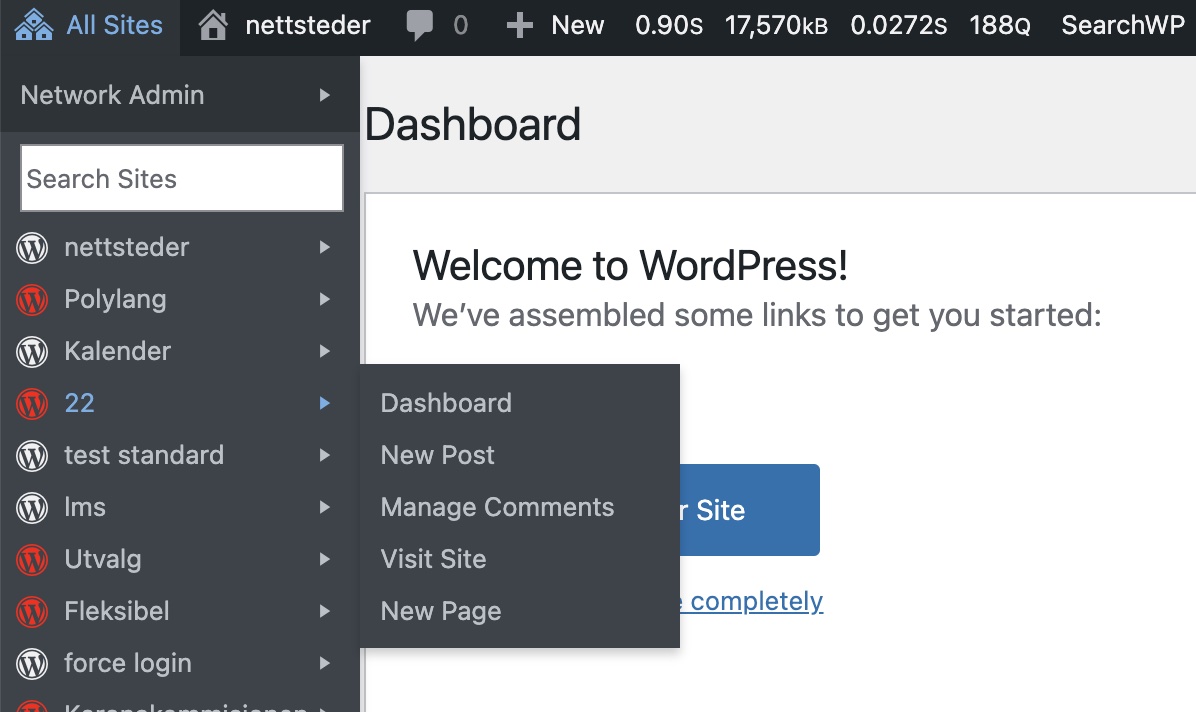 All Sites nettsteder 0 New 0.90S 17,570KB 0.0272S 188Q SearchWP
Network Admin
Dashboard
Search Sites
nettsteder
Polylang
Kalender
22
test standard
lms
Utvalg
Fleksibel
force login
Dashboard
New Post
Manage Comments
Visit Site
New Page
Welcome to WordPress!
We’ve assembled some links to get you started:
r Site
completely